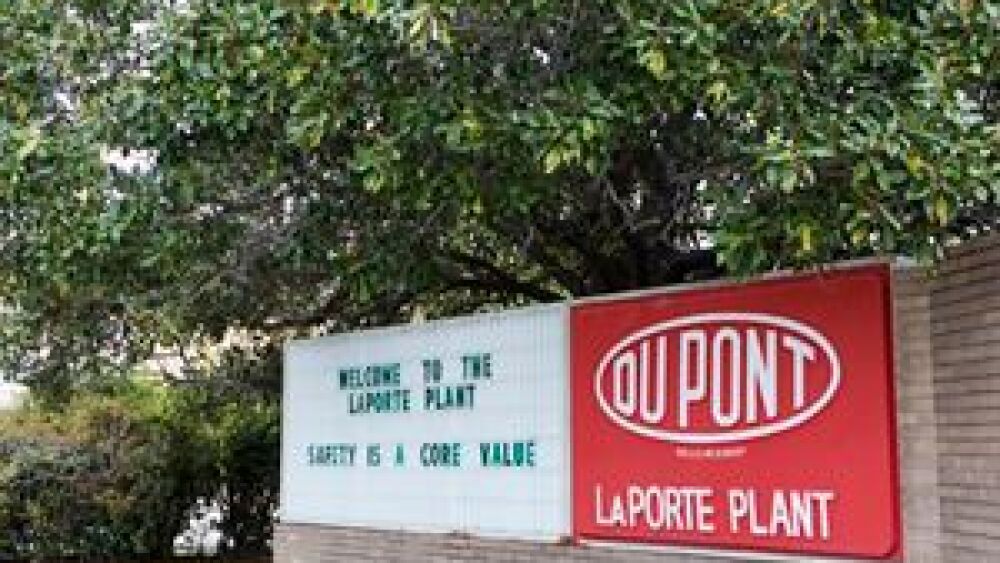 WELCOME TO THE
LAPORTE PLANT
SAFETY IS A CORE VALUE
DUPONT
LAPORTE PLANT